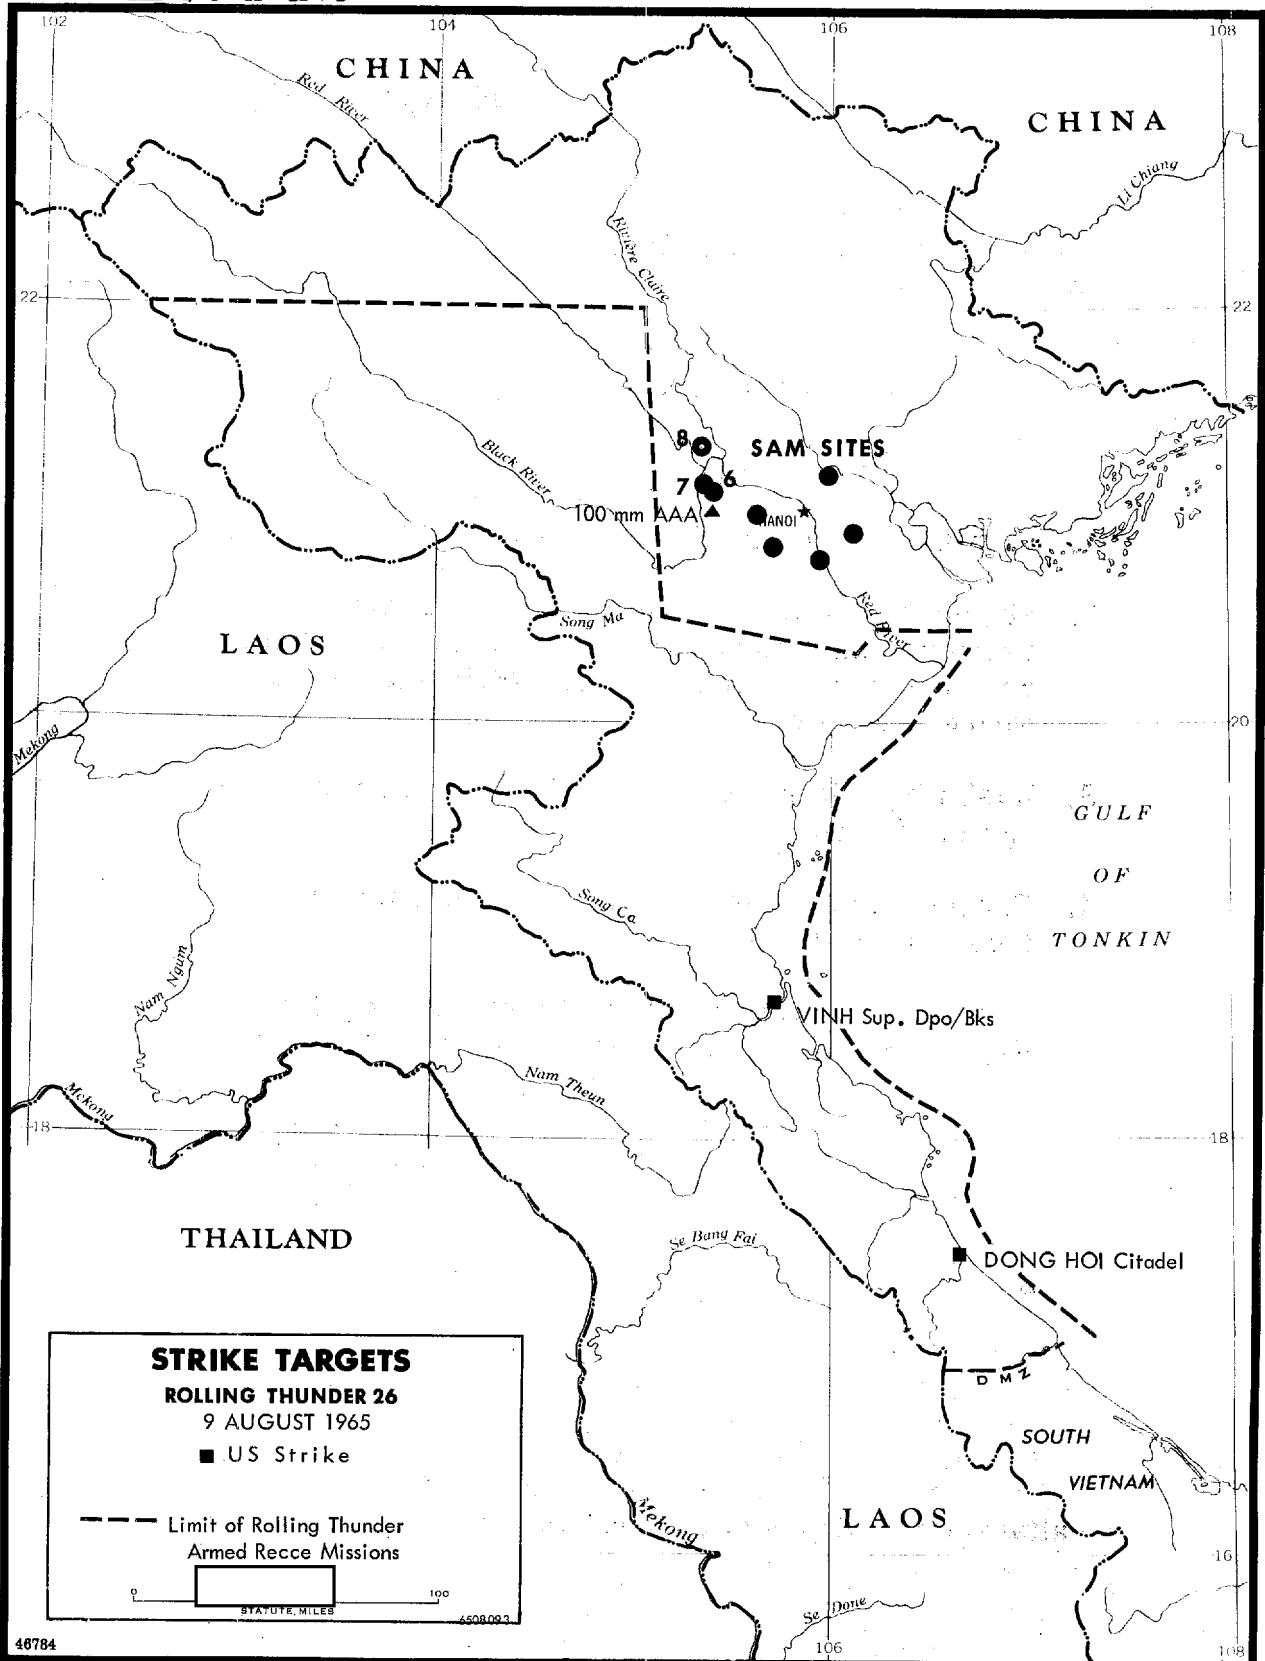 102
104
106
108
CHINA
Red River
CHINA
Li Chiang
Rivière Claire
22
22
8
SAM SITES
Black River
7
6
100 mm AAA
HANOI
Red River
Song Ma
LAOS
20
Mekong
GULF
OF
TONKIN
Song Ca
Nam Ngum
VINH Sup. Dpo/Bks
Nam Theun
Mekong
18
18
THAILAND
Se Bang Fai
DONG HOI Citadel
DMZ
SOUTH
VIETNAM
STRIKE TARGETS
ROLLING THUNDER 26
9 AUGUST 1965
US Strike
Limit of Rolling Thunder
Armed Recce Missions
0
100
STATUTE MILES
6508093
Mekong
LAOS
16
Se Done
46784
106
108